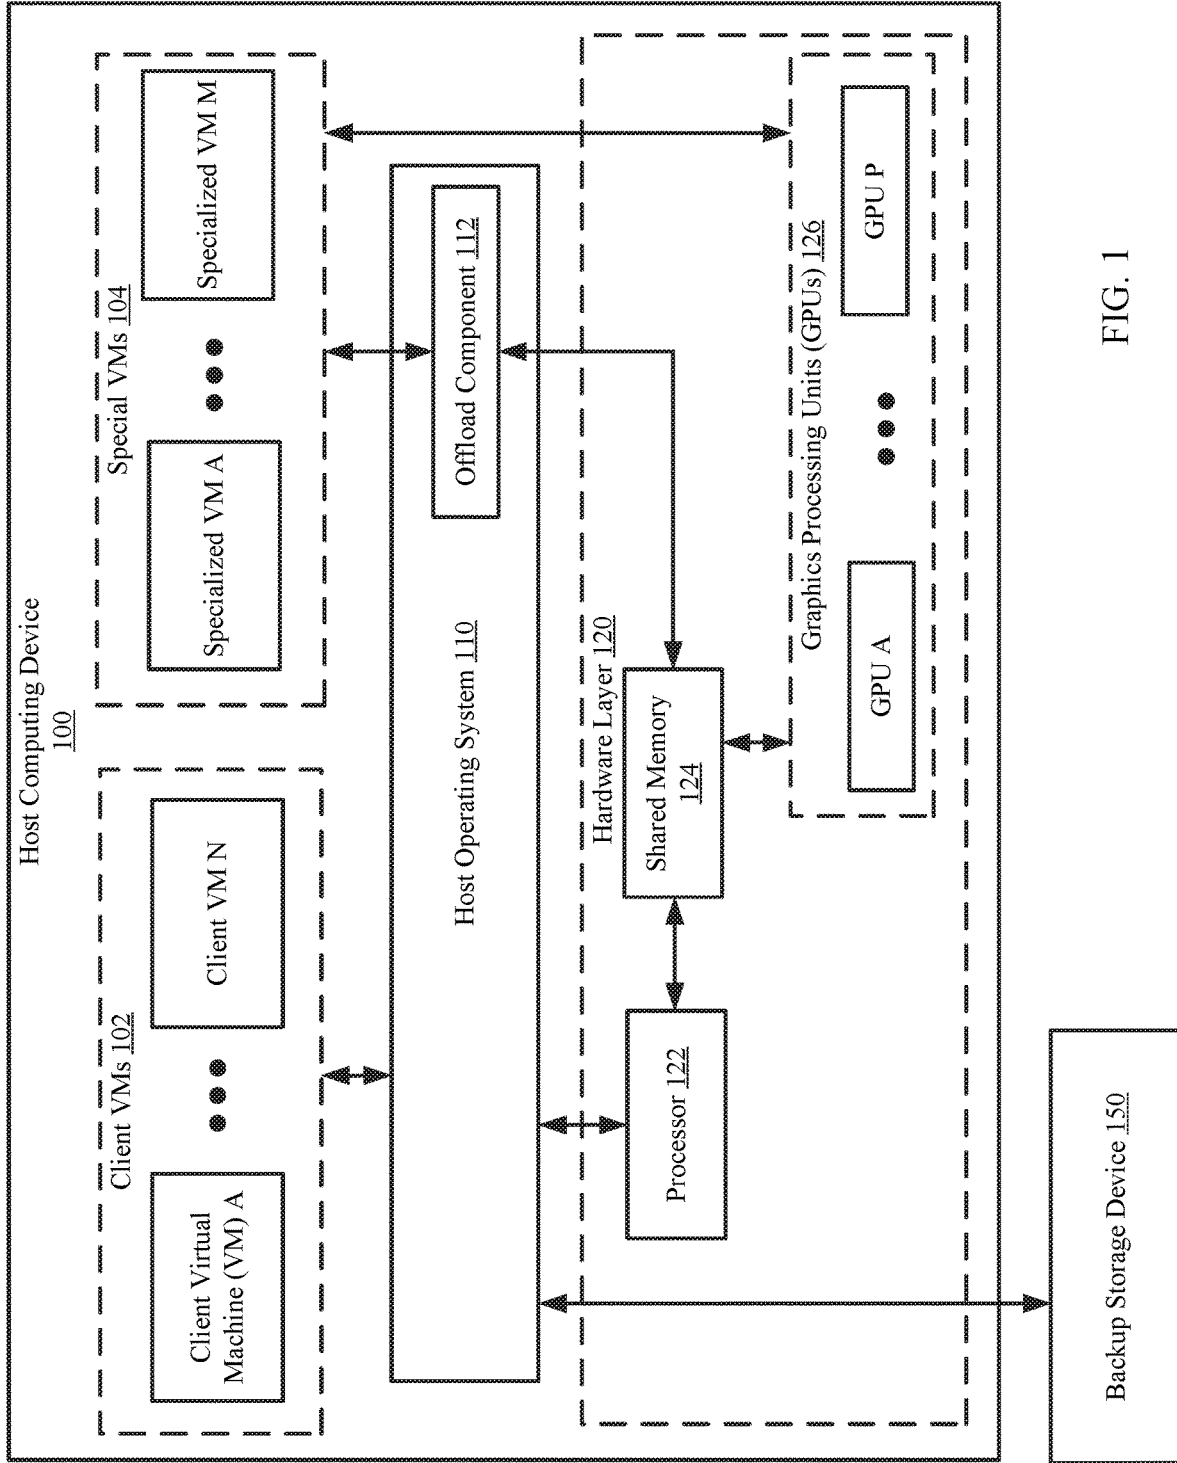 Host Computing Device
100
Client VMs 102
Client Virtual
Machine (VM) A
Client VM N
Special VMs 104
Specialized VM A
Specialized VM M
Host Operating System 110
Offload Component 112
Hardware Layer 120
Processor 122
Shared Memory
124
Graphics Processing Units (GPUs) 126
GPU A
GPU P
Backup Storage Device 150
FIG. 1